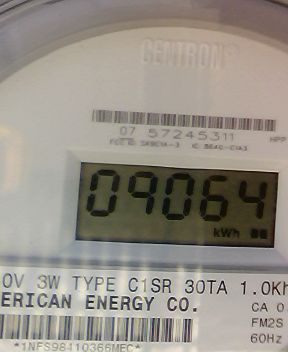 CENTRON
07 57245311
09064
kWh
0V 3W TYPE C1SR 30TA 1.0Kh
ERICAN ENERGY CO.
CA 0.
FM2S
60Hz
*1NFS98410366MEC*